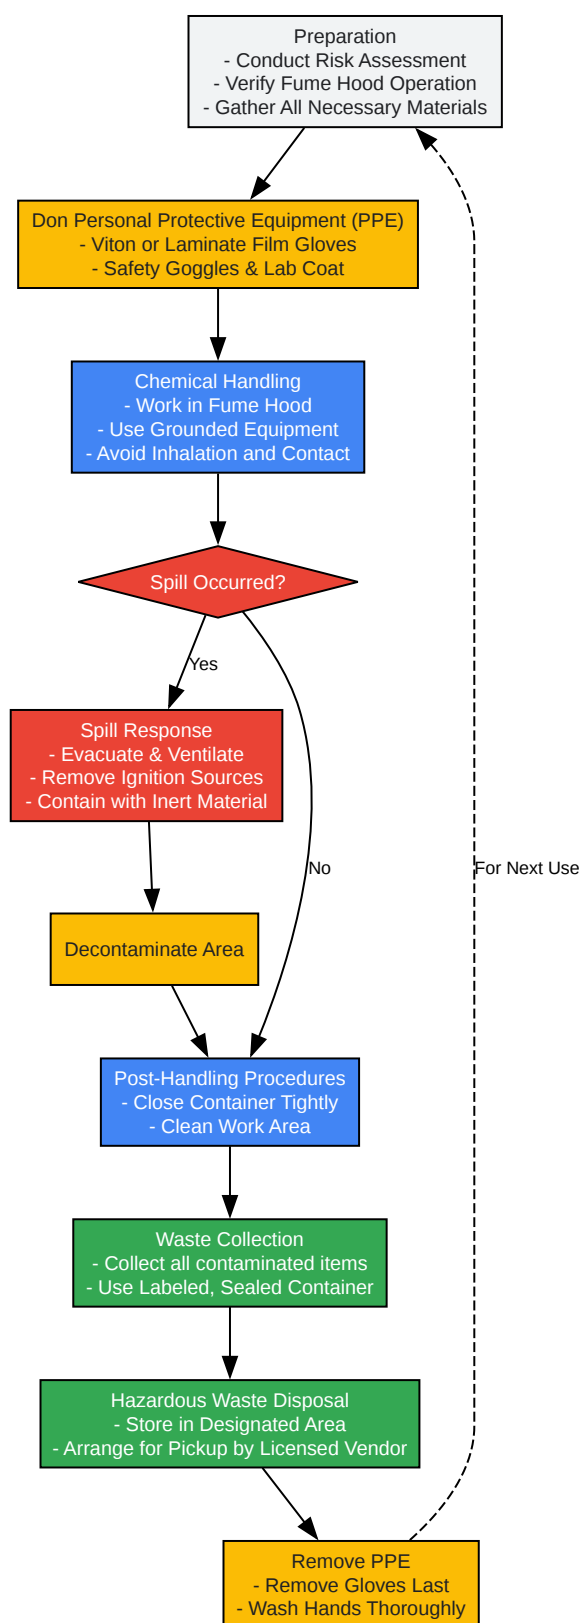 Preparation
- Conduct Risk Assessment
- Verify Fume Hood Operation
- Gather All Necessary Materials
Don Personal Protective Equipment (PPE)
- Viton or Laminate Film Gloves
- Safety Goggles & Lab Coat
Chemical Handling
- Work in Fume Hood
- Use Grounded Equipment
- Avoid Inhalation and Contact
Spill Occurred?
Yes
Spill Response
- Evacuate & Ventilate
- Remove Ignition Sources
- Contain with Inert Material
No
For Next Use
Decontaminate Area
Post-Handling Procedures
- Close Container Tightly
- Clean Work Area
Waste Collection
- Collect all contaminated items
- Use Labeled, Sealed Container
Hazardous Waste Disposal
- Store in Designated Area
- Arrange for Pickup by Licensed Vendor
Remove PPE
- Remove Gloves Last
- Wash Hands Thoroughly